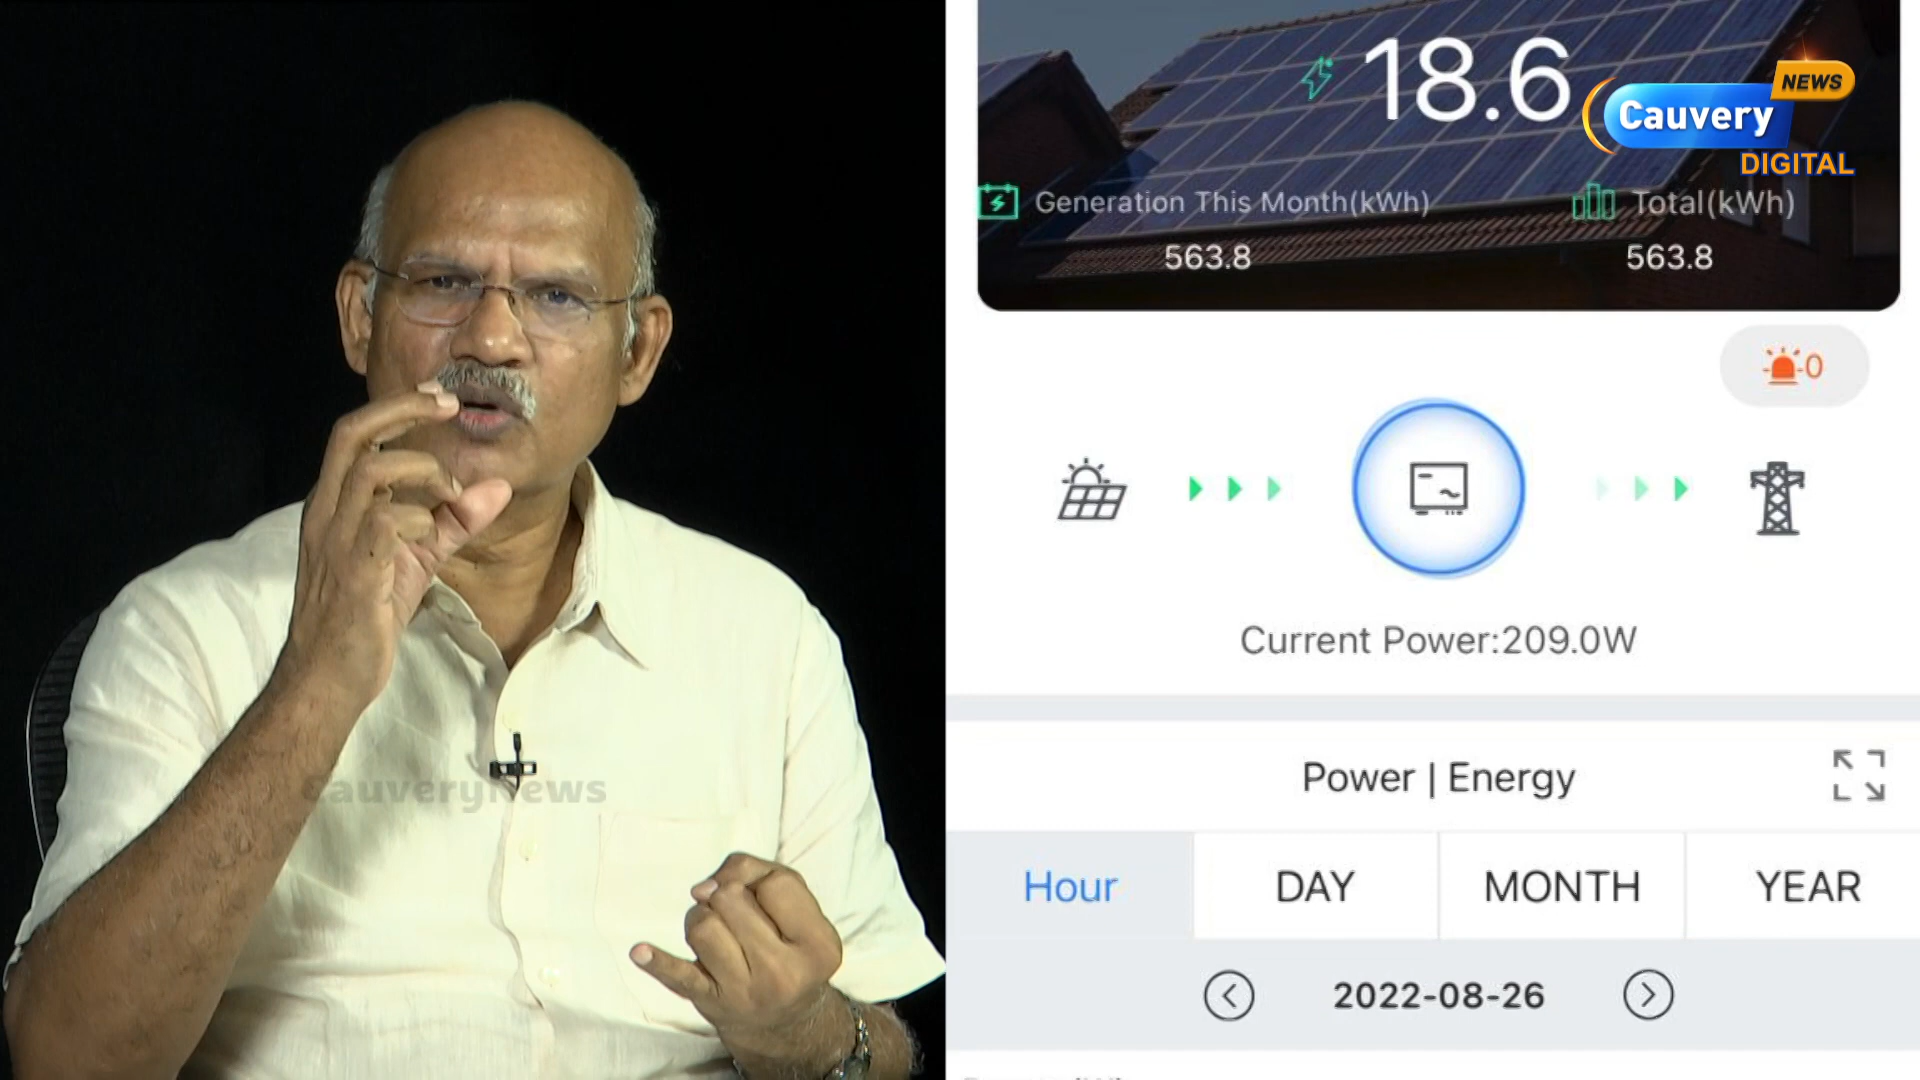 18.6
NEWS
Cauvery
DIGITAL
Generation This Month(kWh)
563.8
Total(kWh)
563.8
0
Current Power:209.0W
CauveryNews
Power | Energy
Hour
DAY
MONTH
YEAR
2022-08-26